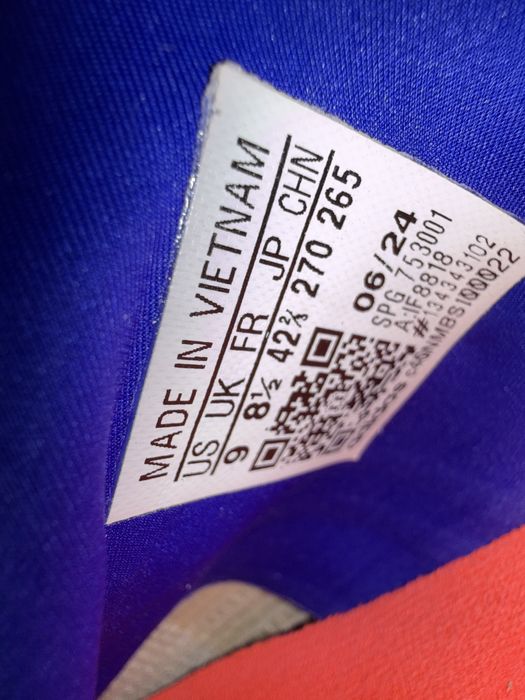 MADE IN VIETNAM
US UK FR JP CHN
9 8½ 42⅔ 270 265
06/24
SPG 753001
A:IF8818
#134343102